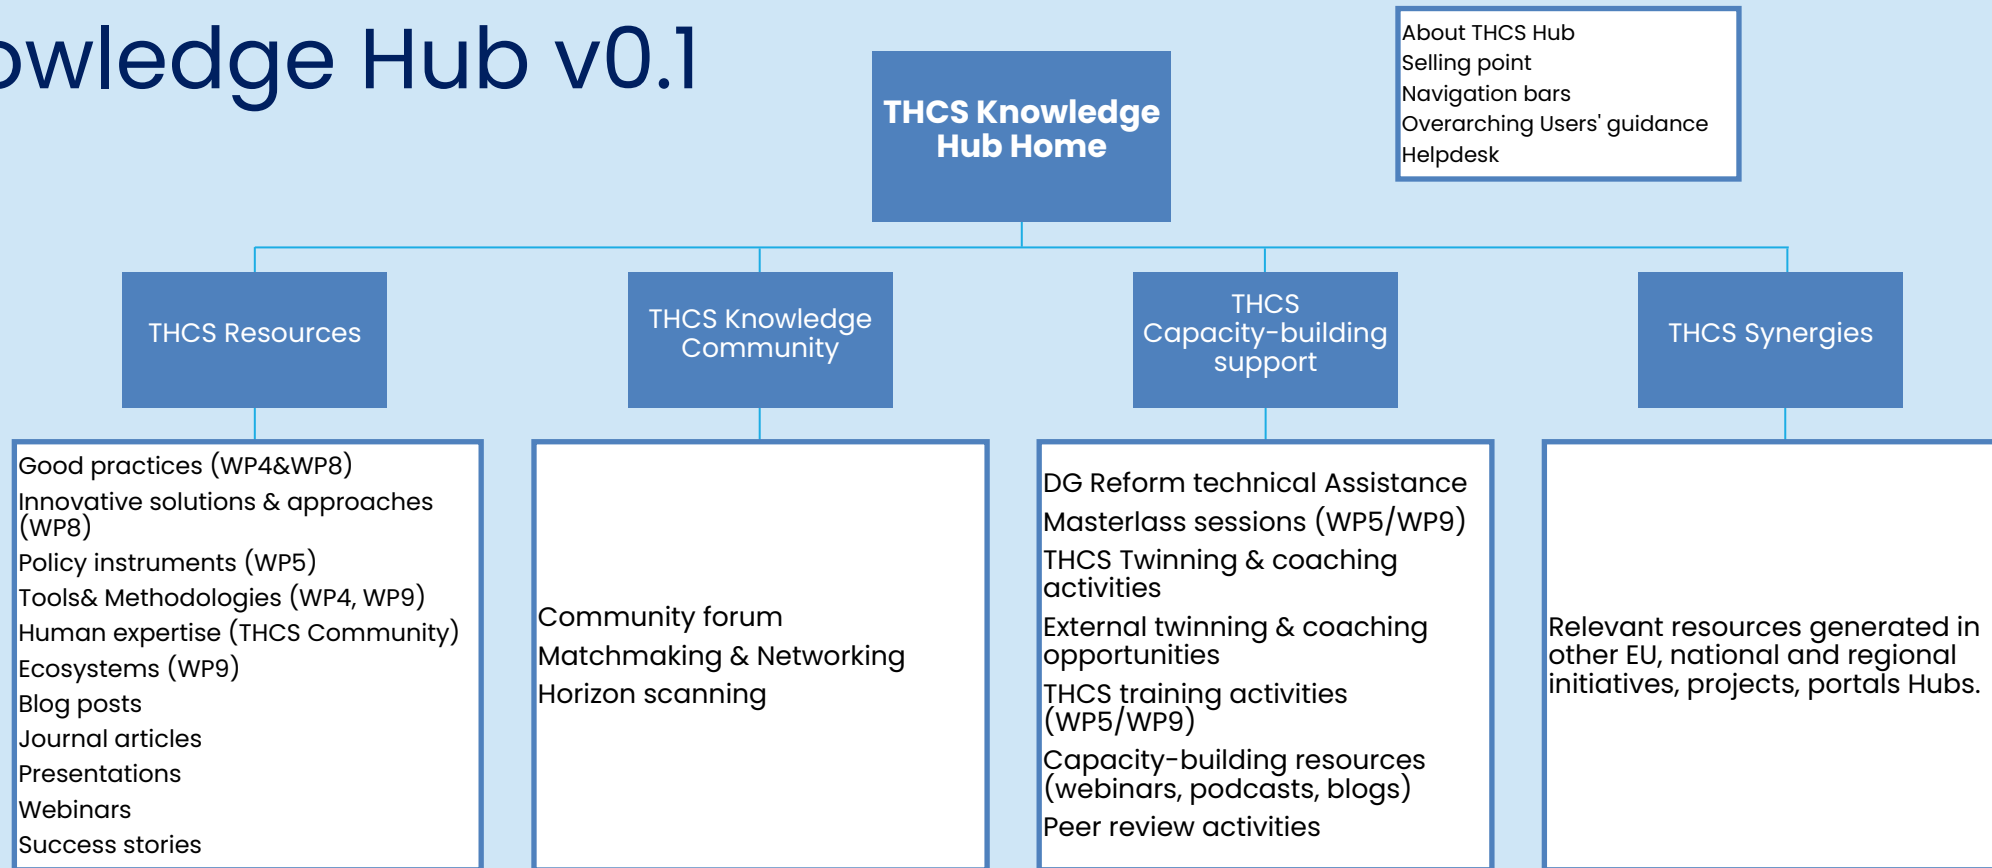 owledge Hub v0.1
THCS Knowledge
Hub Home
About THCS Hub
Selling point
Navigation bars
Overarching Users' guidance
Helpdesk
THCS Resources
THCS Knowledge
Community
THCS
Capacity-building
support
THCS Synergies
Good practices (WP4&WP8)
Innovative solutions & approaches
(WP8)
Policy instruments (WP5)
Tools& Methodologies (WP4, WP9)
Human expertise (THCS Community)
Ecosystems (WP9)
Blog posts
Journal articles
Presentations
Webinars
Success stories
Community forum
Matchmaking & Networking
Horizon scanning
DG Reform technical Assistance
Masterlass sessions (WP5/WP9)
THCS Twinning & coaching
activities
External twinning & coaching
opportunities
THCS training activities
(WP5/WP9)
Capacity-building resources
(webinars, podcasts, blogs)
Peer review activities
Relevant resources generated in
other EU, national and regional
initiatives, projects, portals Hubs.